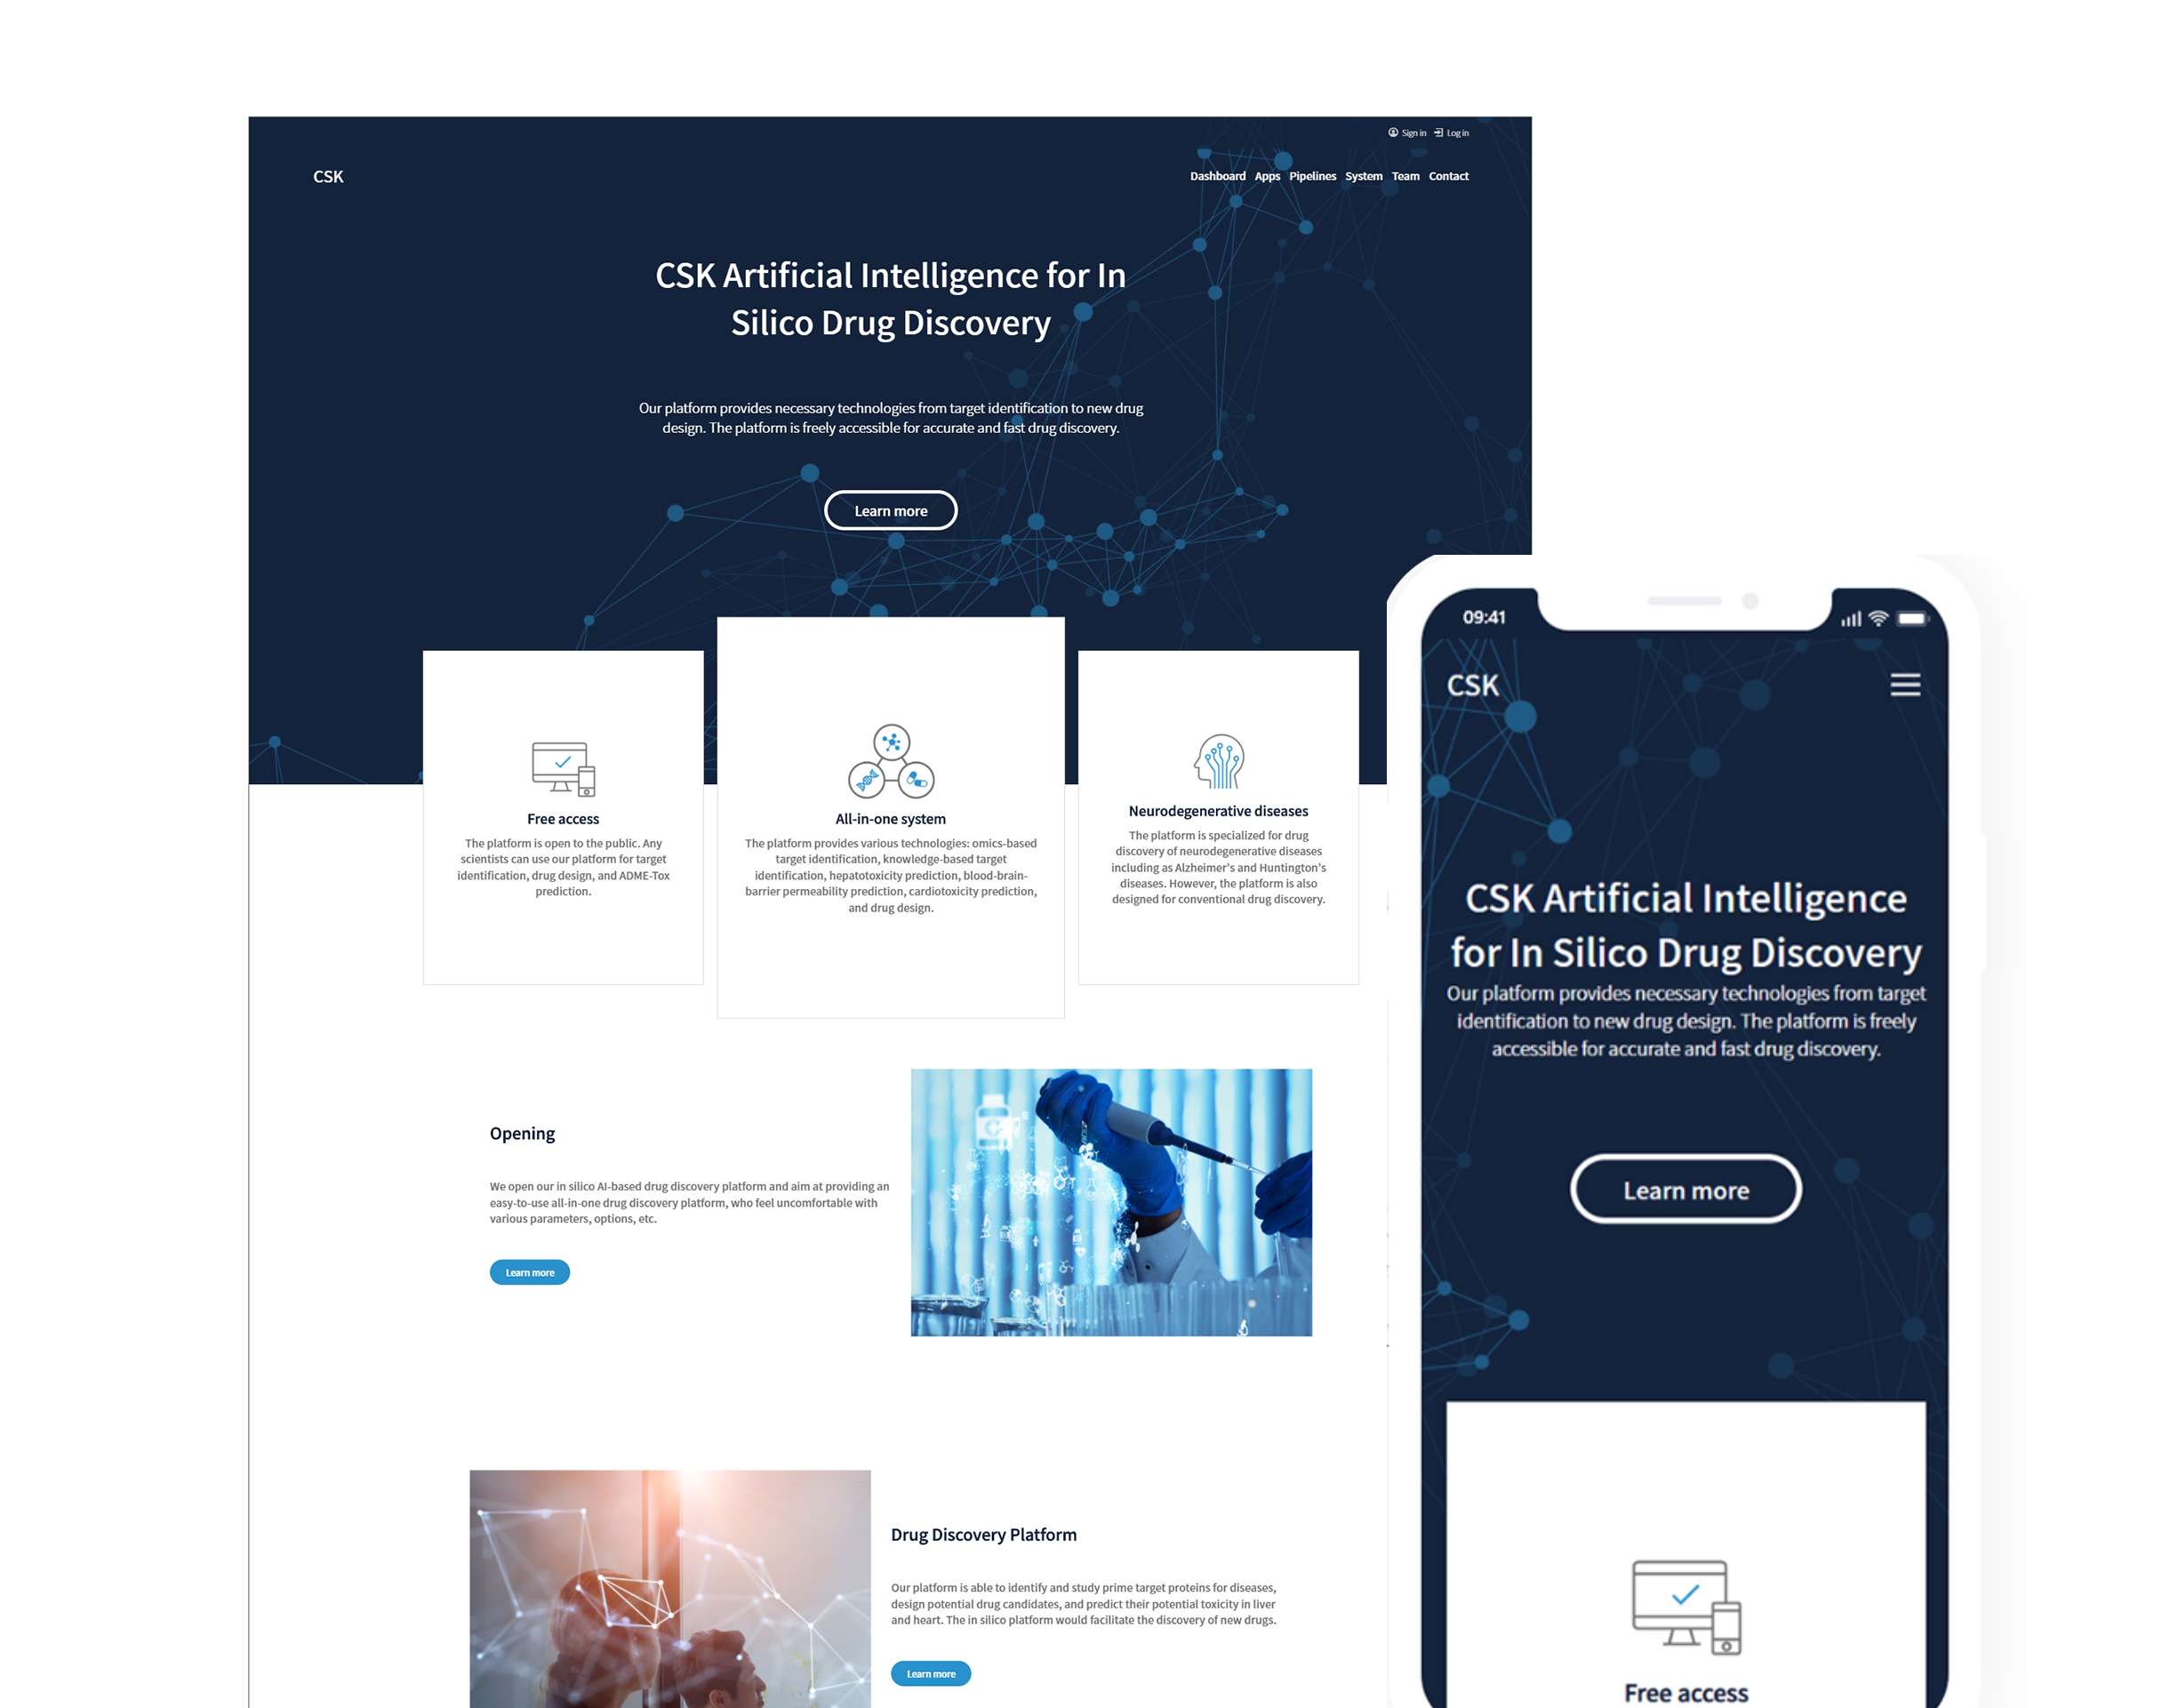 Sign in Log in
CSK
Dashboard Apps Pipelines System Team Contact
CSK Artificial Intelligence for In
Silico Drug Discovery
Our platform provides necessary technologies from target identification to new drug
design. The platform is freely accessible for accurate and fast drug discovery.
Learn more
Free access
The platform is open to the public. Any
scientists can use our platform for target
identification, drug design, and ADME-Tox
prediction.
All-in-one system
The platform provides various technologies: omics-based
target identification, knowledge-based target
identification, hepatotoxicity prediction, blood-brain-
barrier permeability prediction, cardiotoxicity prediction,
and drug design.
Neurodegenerative diseases
The platform is specialized for drug
discovery of neurodegenerative diseases
including as Alzheimer's and Huntington's
diseases. However, the platform is also
designed for conventional drug discovery.
Opening
We open our in silico AI-based drug discovery platform and aim at providing an
easy-to-use all-in-one drug discovery platform, who feel uncomfortable with
various parameters, options, etc.
Learn more
Drug Discovery Platform
Our platform is able to identify and study prime target proteins for diseases,
design potential drug candidates, and predict their potential toxicity in liver
and heart. The in silico platform would facilitate the discovery of new drugs.
Learn more
09:41
CSK
CSK Artificial Intelligence
for In Silico Drug Discovery
Our platform provides necessary technologies from target
identification to new drug design. The platform is freely
accessible for accurate and fast drug discovery.
Learn more
Free access